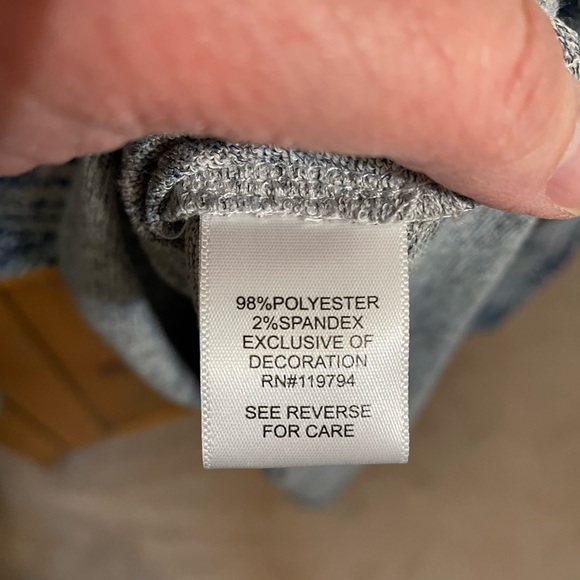 98%POLYESTER
2%SPANDEX
EXCLUSIVE OF
DECORATION
RN#119794
SEE REVERSE
FOR CARE